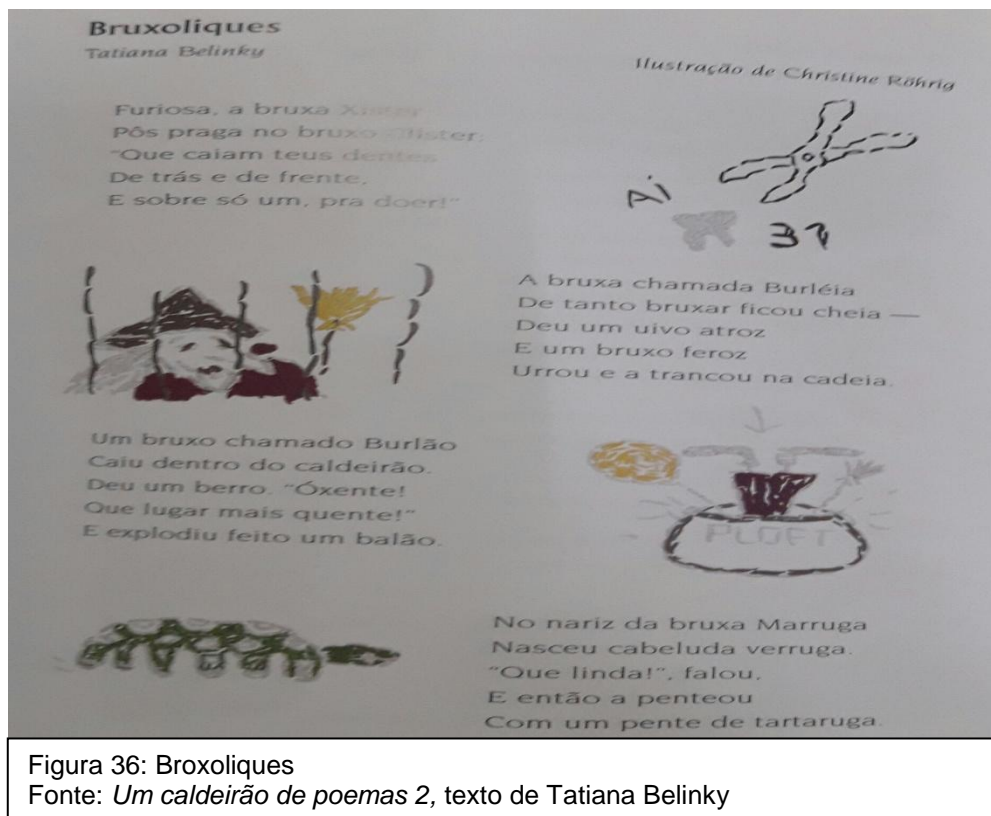 Bruxoliques
Tatiana Belinky
Ilustração de Christine Röhrig
Furiosa, a bruxa
Pôs praga no bruxo
"Que caiam teus dentes
De trás e de frente,
E sobre só um, pra doer!"
Ai
A bruxa chamada Burléia
De tanto bruxar ficou cheia —
Deu um uivo atroz
E um bruxo feroz
Urrou e a trancou na cadeia.
Um bruxo chamado Burlão
Caiu dentro do caldeirão.
Deu um berro. "Óxente!
Que lugar mais quente!"
E explodiu feito um balão.
PLOFT
No nariz da bruxa Marruga
Nasceu cabeluda verruga.
"Que linda!", falou.
E então a penteou
Com um pente de tartaruga.
Figura 36: Broxoliques
Fonte: Um caldeirão de poemas 2, texto de Tatiana Belinky